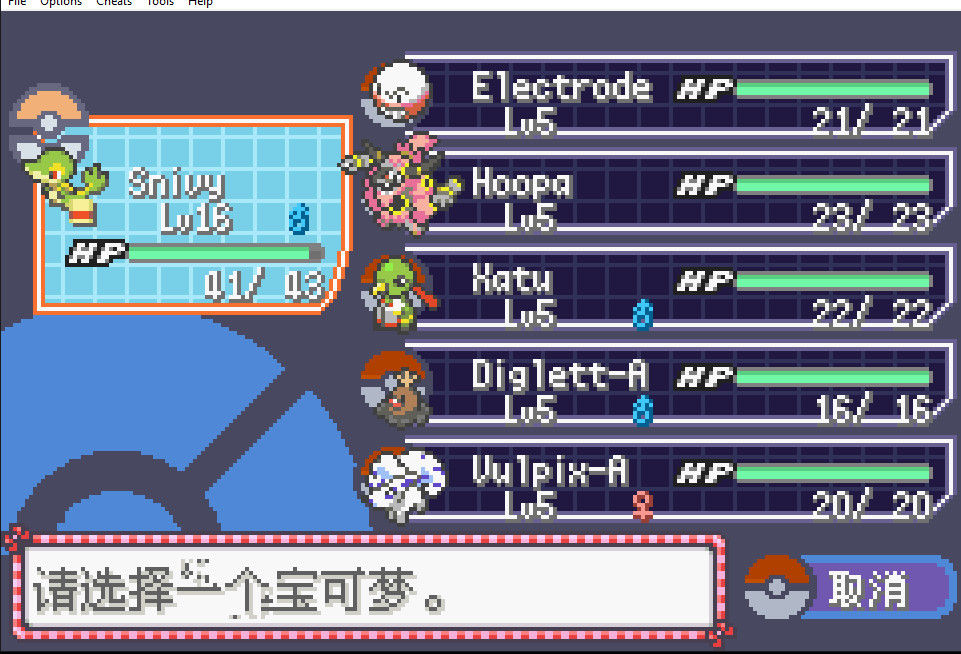 File Options Cheats Tools Help
Snivy
Lv16
HP
41/ 43
Electrode HP
Lv5 21/ 21
Hoopa HP
Lv5 23/ 23
Xatu HP
Lv5 22/ 22
Diglett-A HP
Lv5 16/ 16
Vulpix-A HP
Lv5 20/ 20
请选择一个宝可梦。
取消